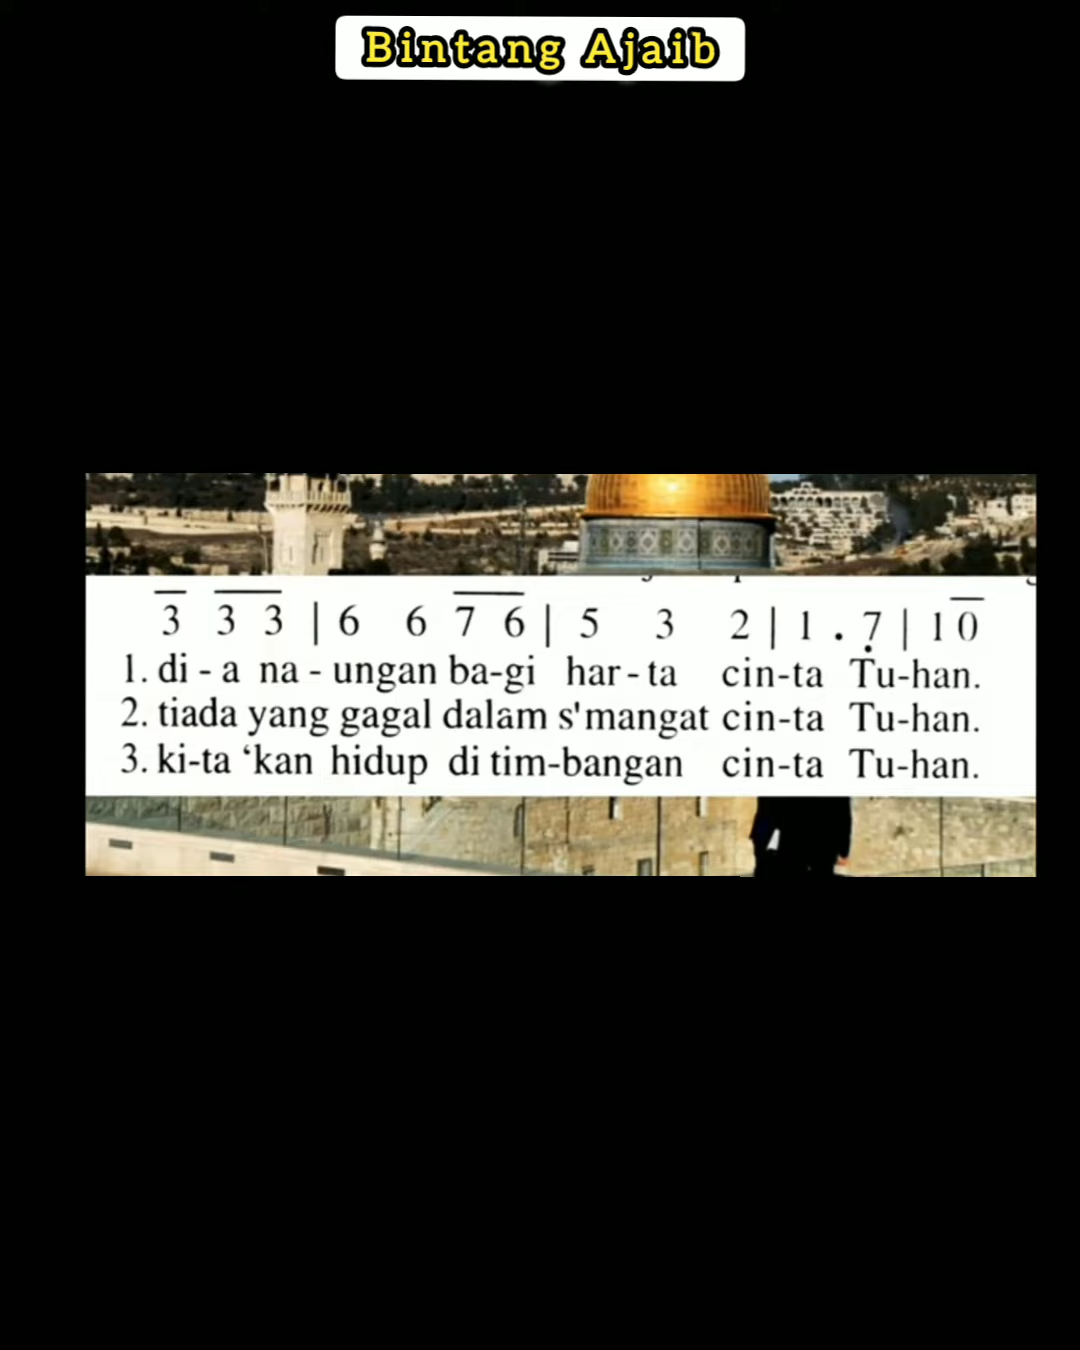 Bintang Ajaib
3 3 3 | 6 6 7 6 | 5 3 2 | 1 . 7̣ | 1 0
1. di - a na - ungan ba-gi har - ta cin-ta Tu-han.
2. tiada yang gagal dalam s'mangat cin-ta Tu-han.
3. ki-ta ‘kan hidup di tim-bangan cin-ta Tu-han.